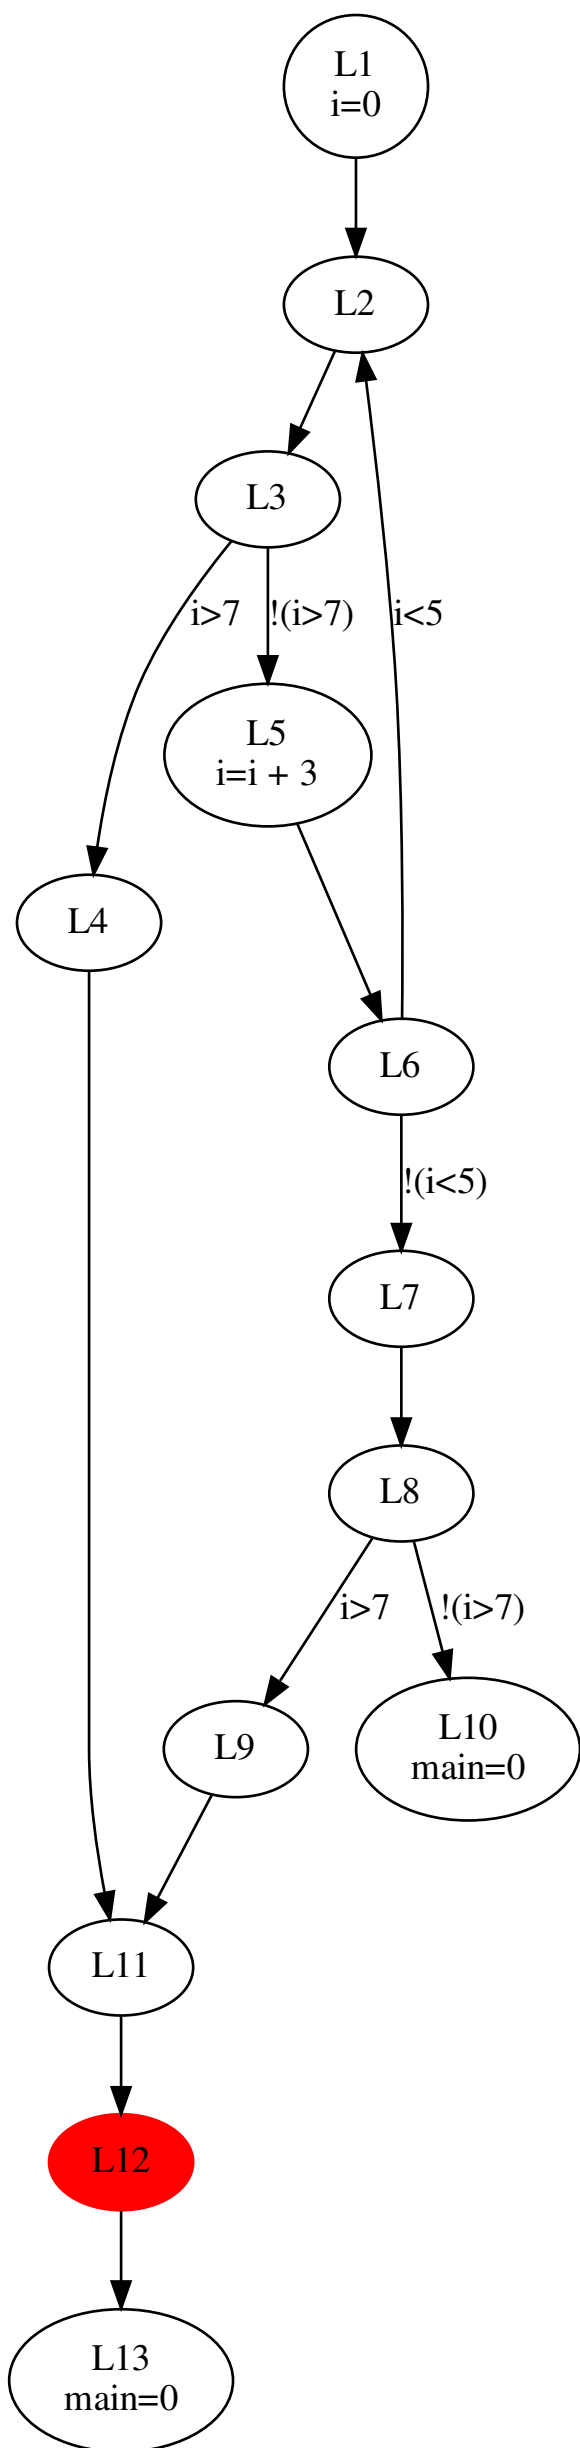 L1
i=0
L2
L3
i>7
!(i>7)
i<5
L5
i=i + 3
L4
L6
!(i<5)
L7
L8
i>7
!(i>7)
L9
L10
main=0
L11
L12
L13
main=0